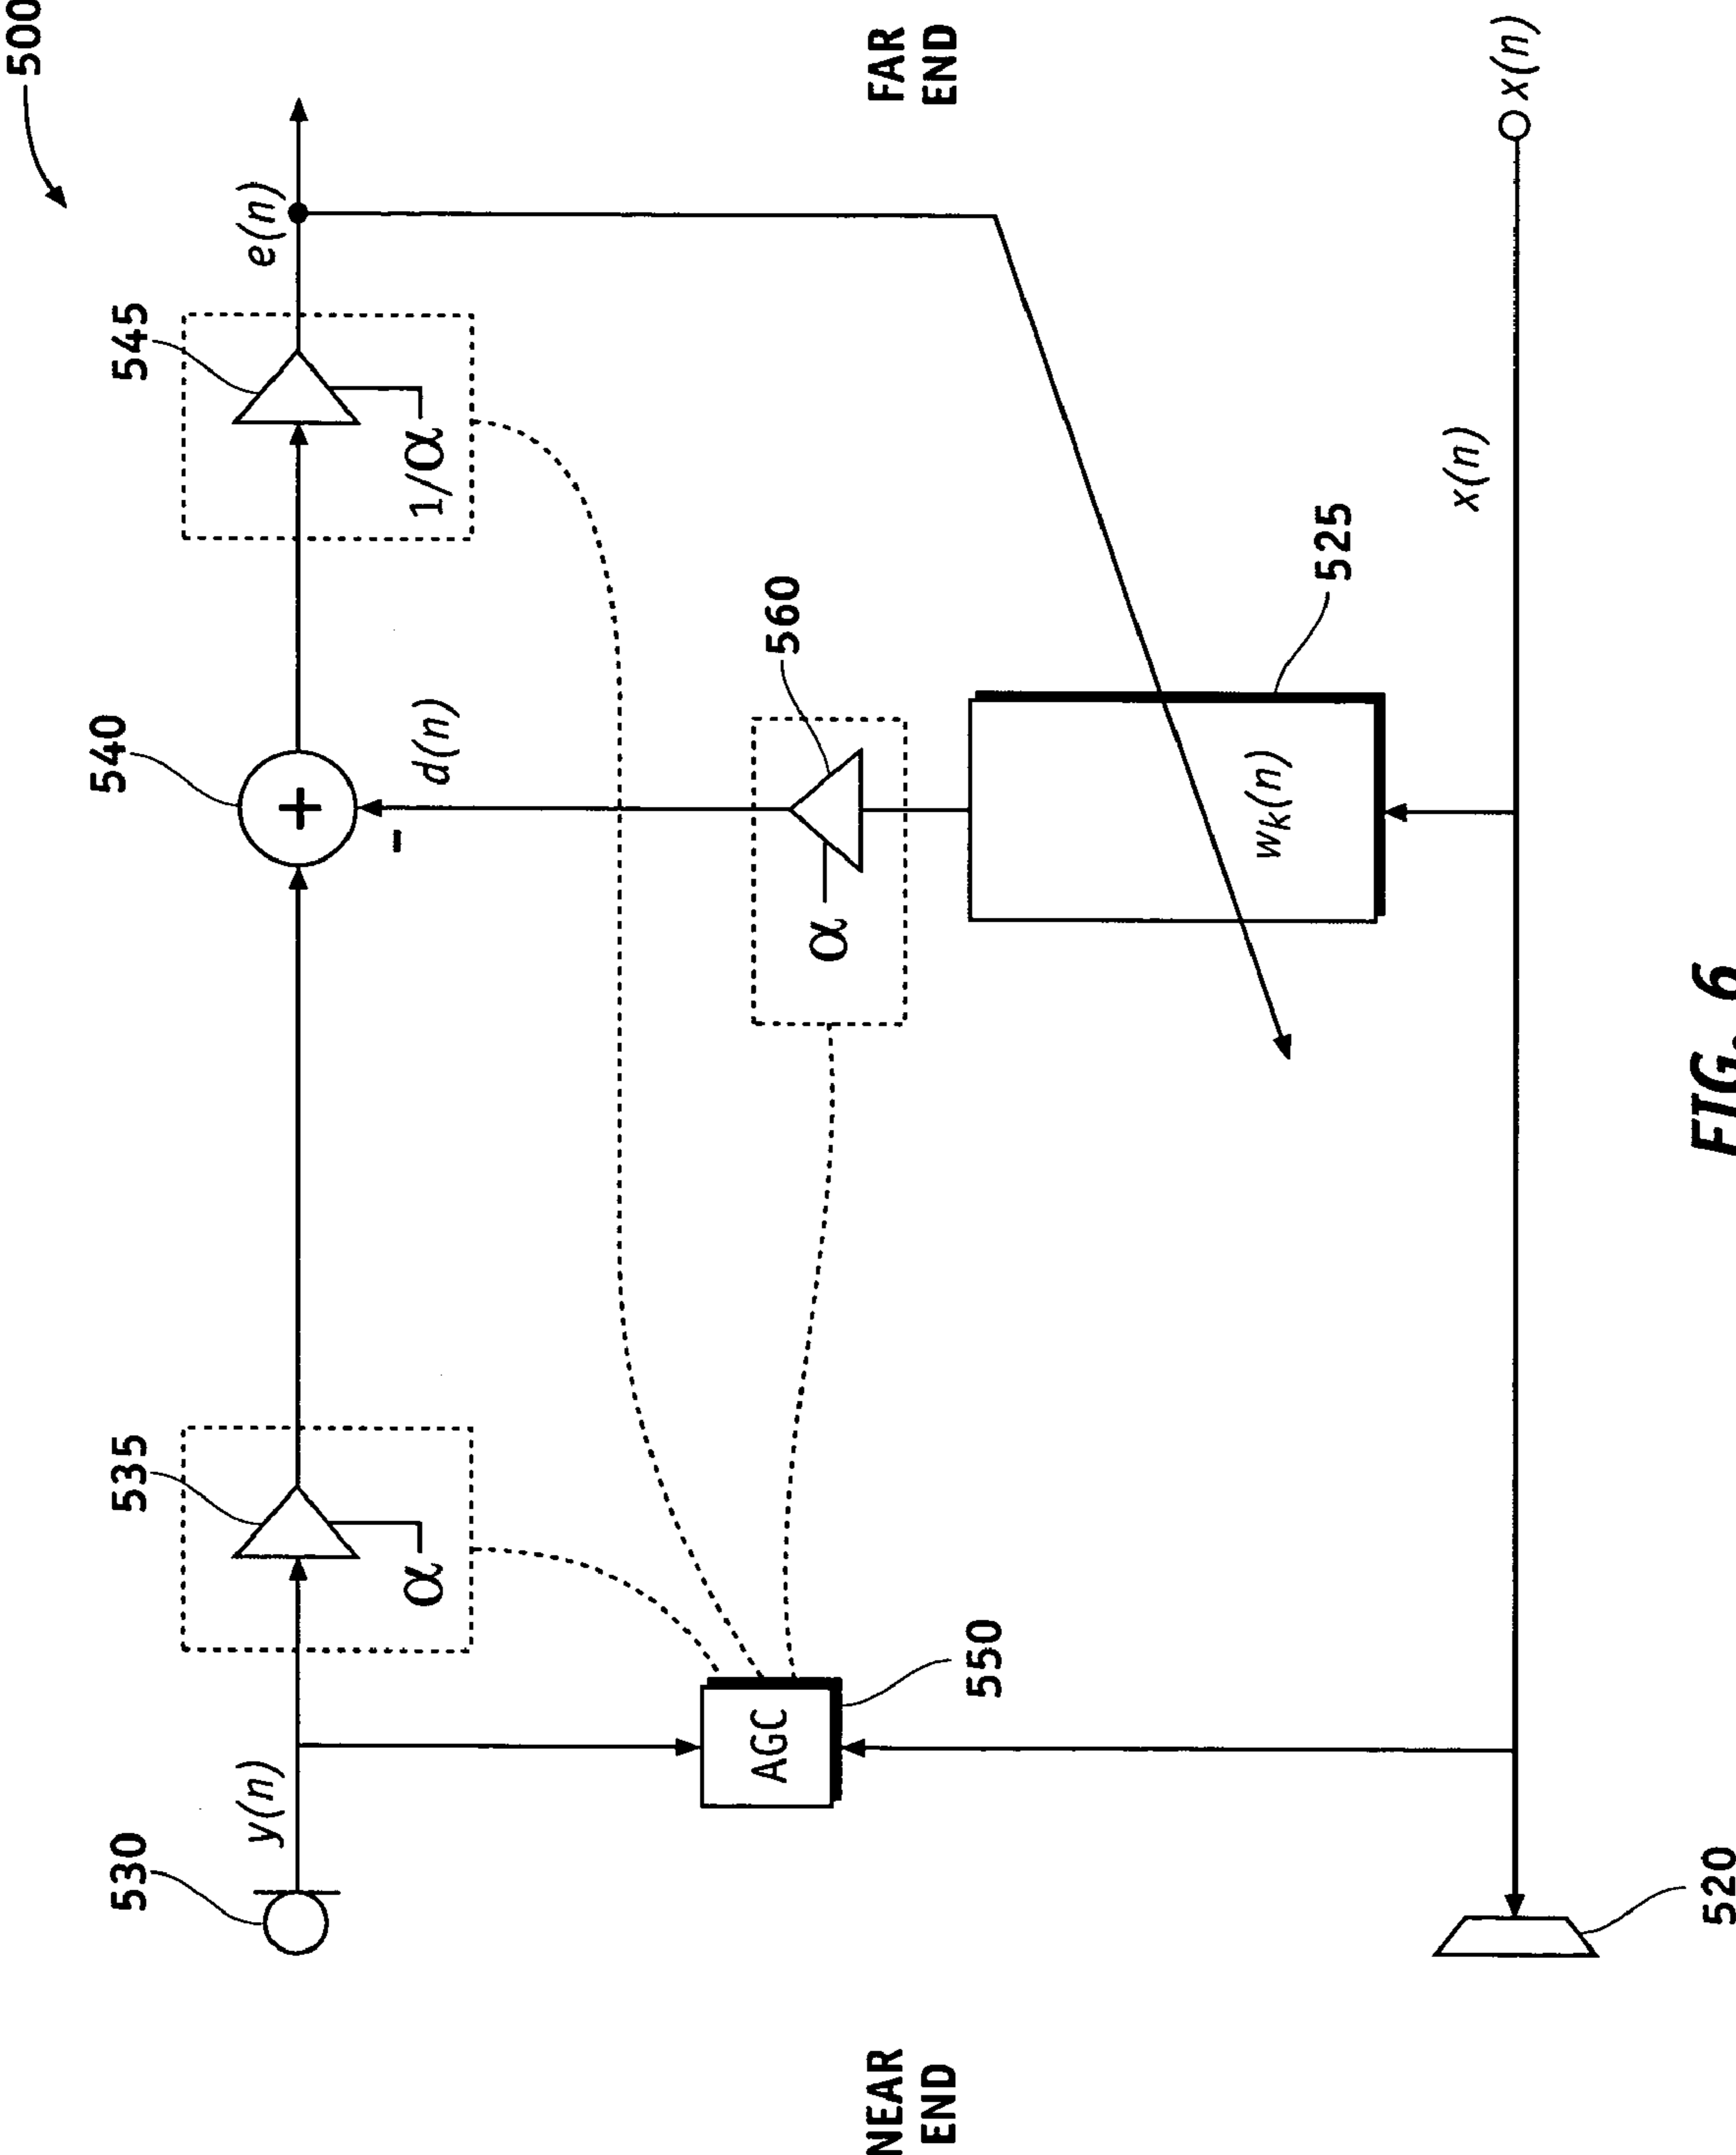 500
530
y(n)
535
α
540
d(n)
-
+
545
1/α
e(n)
560
α
NEAR
END
FAR
END
AGC
550
wk(n)
525
x(n)
x(n)
520
FIG. 6